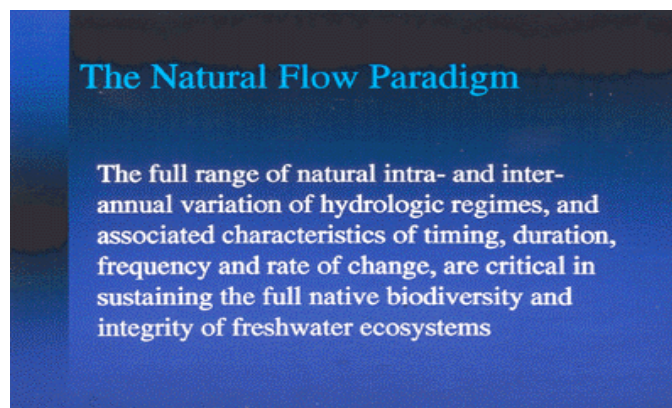 The Natural Flow Paradigm
The full range of natural intra- and inter-
annual variation of hydrologic regimes, and
associated characteristics of timing, duration,
frequency and rate of change, are critical in
sustaining the full native biodiversity and
integrity of freshwater ecosystems